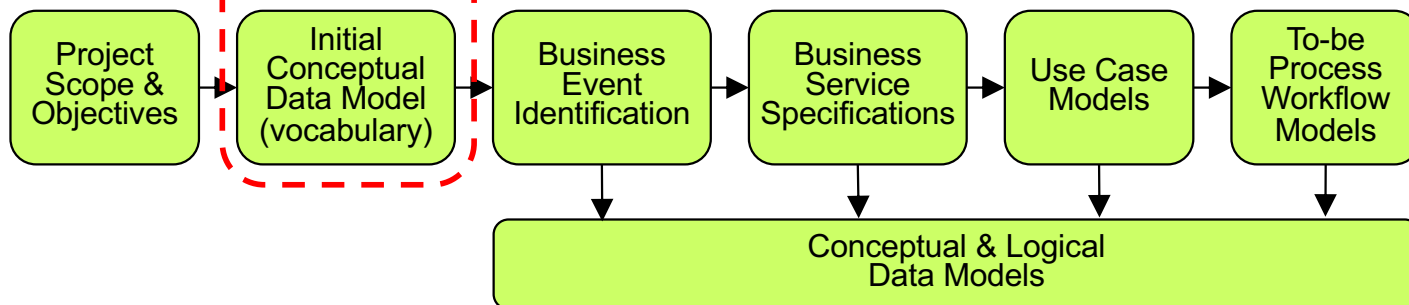 Project
Scope &
Objectives
Initial
Conceptual
Data Model
(vocabulary)
Business
Event
Identification
Business
Service
Specifications
Use Case
Models
To-be
Process
Workflow
Models
Conceptual & Logical
Data Models